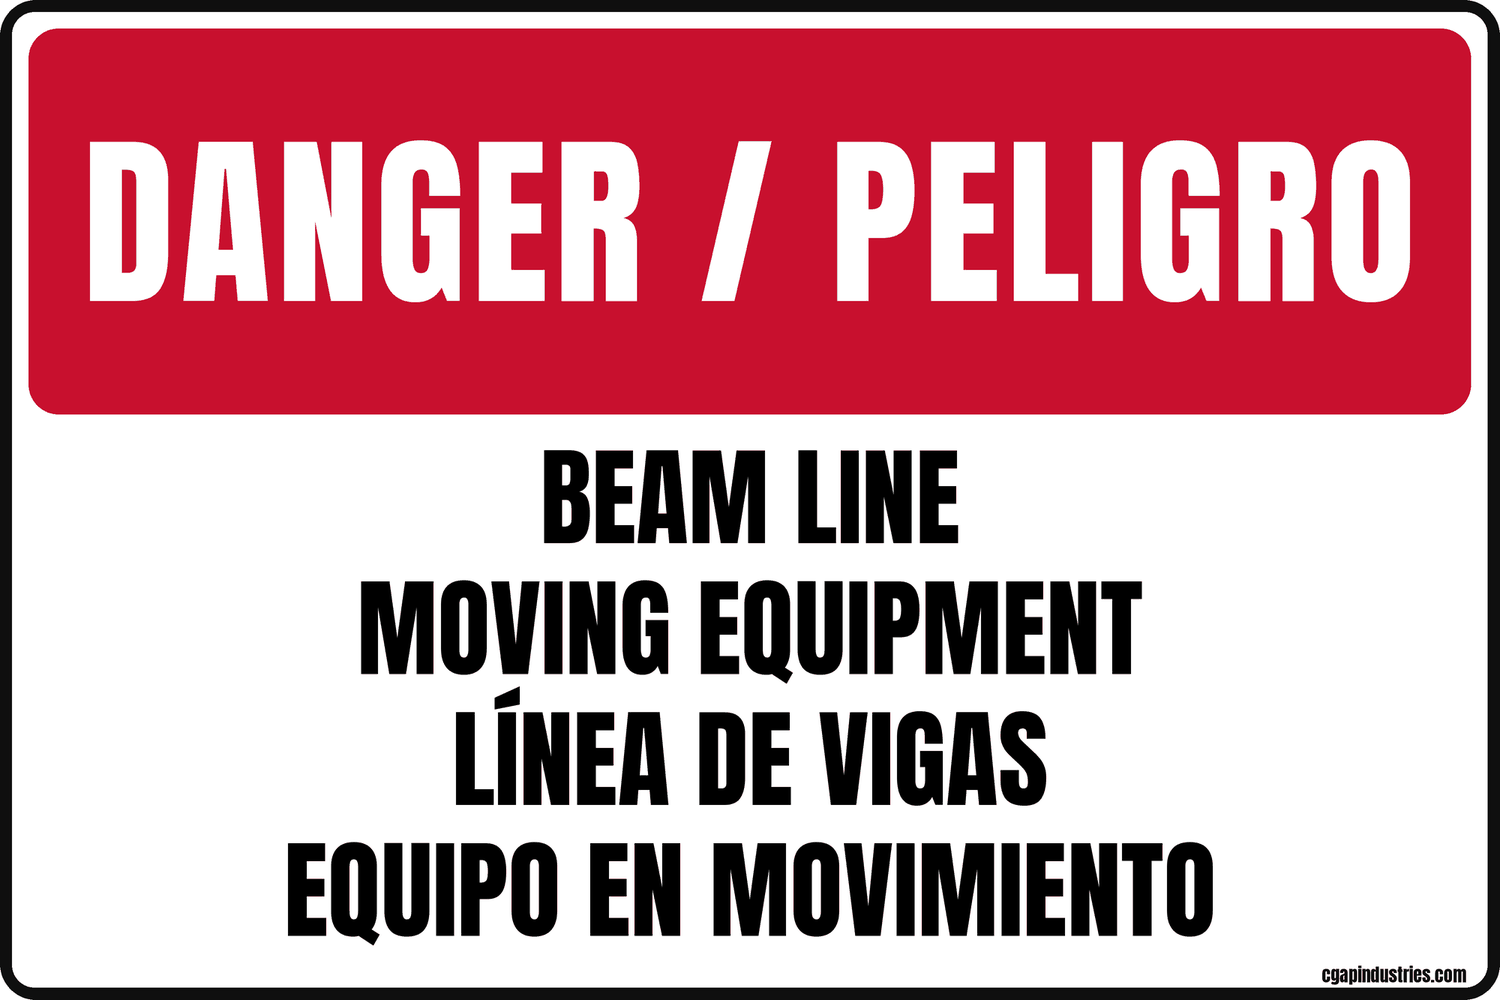 DANGER / PELIGRO
BEAM LINE
MOVING EQUIPMENT
LÍNEA DE VIGAS
EQUIPO EN MOVIMIENTO
cgapindustries.com